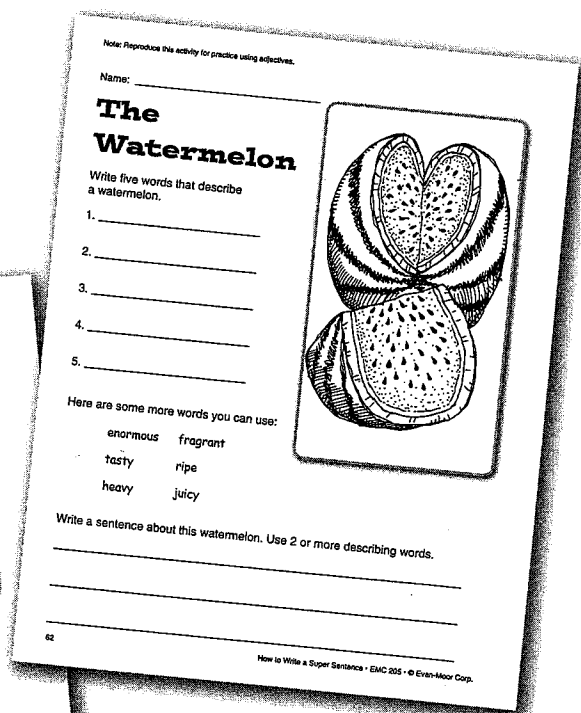 Note: Reproduce this activity for practice using adjectives.
Name:
The
Watermelon
Write five words that describe
a watermelon.
1.
2.
3.
4.
5.
Here are some more words you can use:
enormous fragrant
tasty ripe
heavy juicy
Write a sentence about this watermelon. Use 2 or more describing words.
62
How to Write a Super Sentence • EMC 205 • © Evan-Moor Corp.